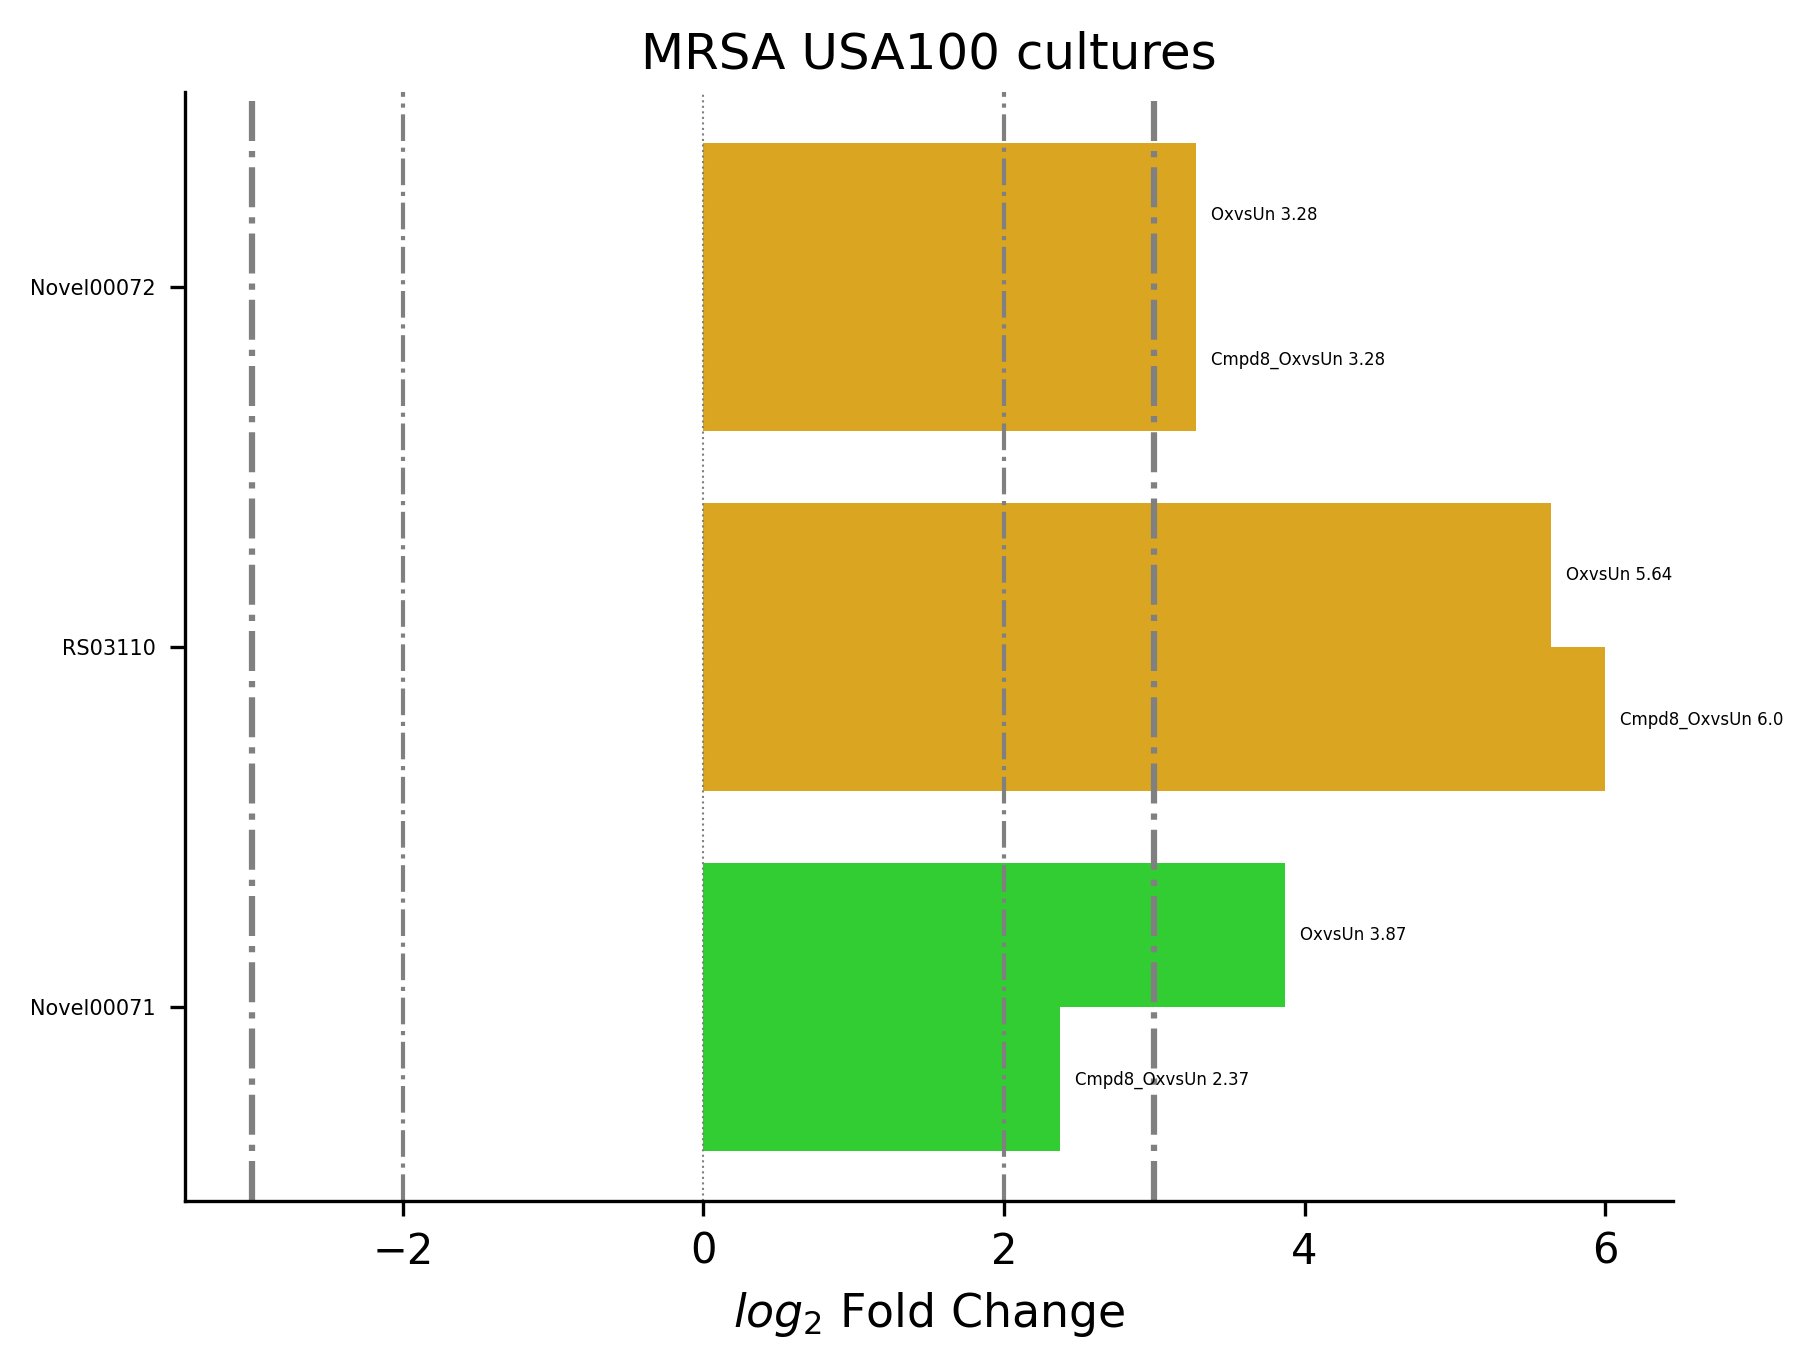 MRSA USA100 cultures
OxvsUn 3.28
Novel00072
Cmpd8_OxvsUn 3.28
OxvsUn 5.64
RS03110
Cmpd8_OxvsUn 6.0
OxvsUn 3.87
Novel00071
Cmpd8_OxvsUn 2.37
−2 0 2 4 6
log₂ Fold Change